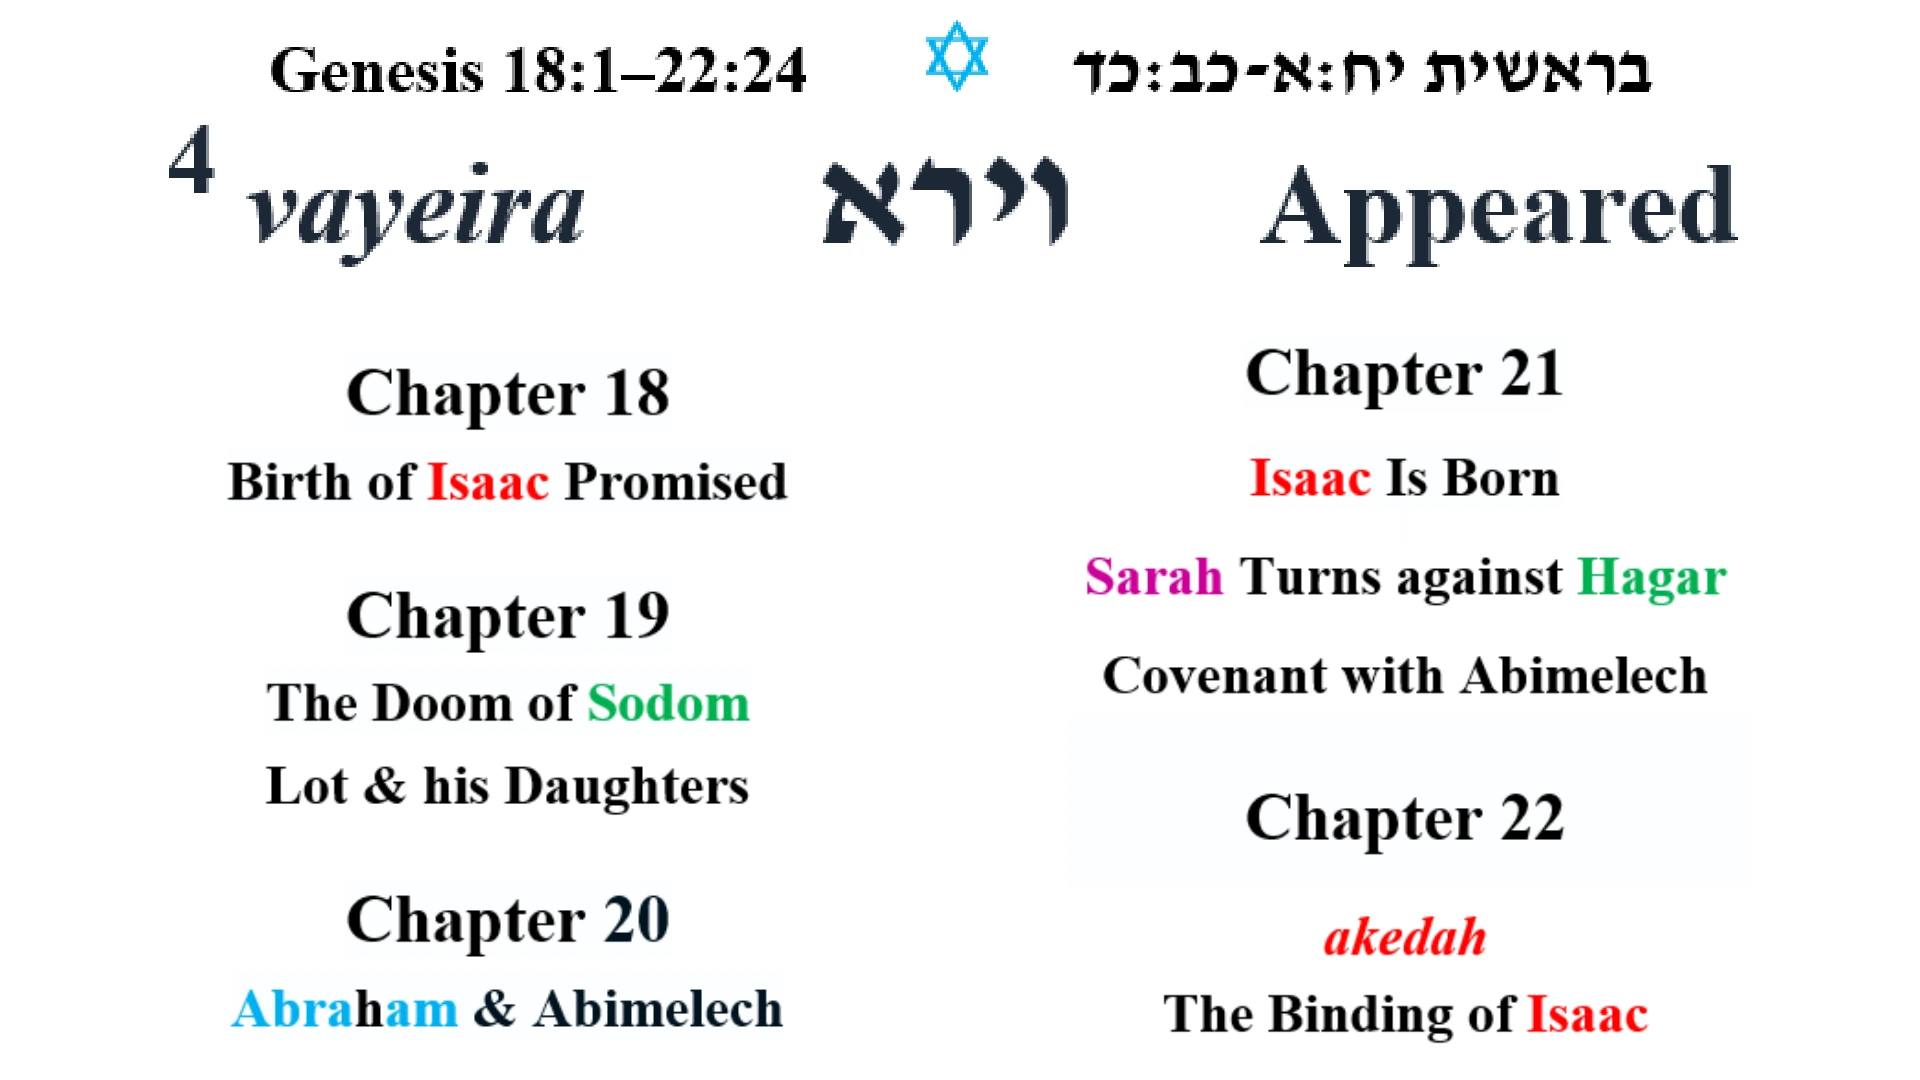 Genesis 18:1–22:24 בראשית יח:א-כב:כד
4 vayeira וירא Appeared
Chapter 18
Birth of Isaac Promised
Chapter 19
The Doom of Sodom
Lot & his Daughters
Chapter 20
Abraham & Abimelech
Chapter 21
Isaac Is Born
Sarah Turns against Hagar
Covenant with Abimelech
Chapter 22
akedah
The Binding of Isaac